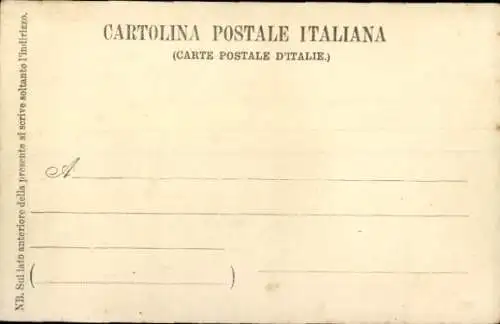 CARTOLINA POSTALE ITALIANA
(CARTE POSTALE D'ITALIE.)
A
(                    )
NB. Sul lato anteriore della presente si scrive soltanto l'indirizzo.